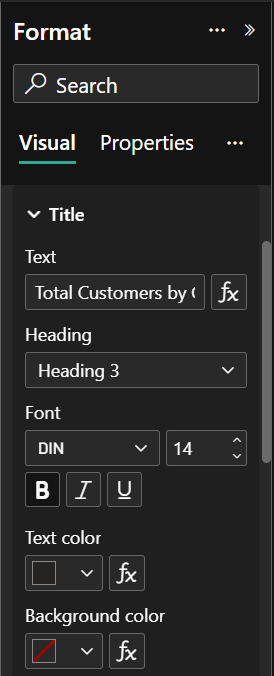 Format
Search
Visual Properties
Title
Text
Total Customers by
Heading
Heading 3
Font
DIN 14
B I U
Text color
fx
Background color
fx